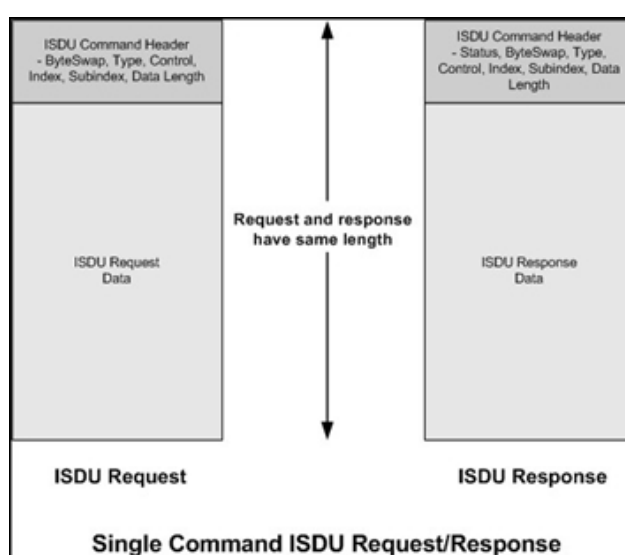 ISDU Command Header
- ByteSwap, Type, Control,
Index, Subindex, Data Length
ISDU Request
Data
Request and response
have same length
ISDU Command Header
- Status, ByteSwap, Type,
Control, Index, Subindex, Data
Length
ISDU Response
Data
ISDU Request
ISDU Response
Single Command ISDU Request/Response